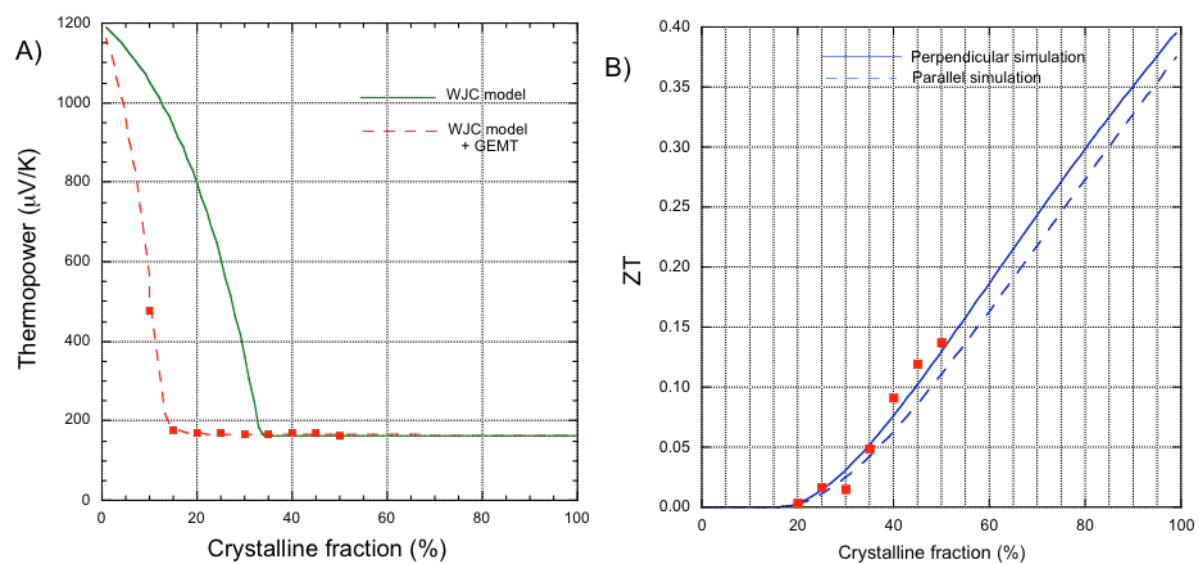 A)
1200
1000
800
600
400
200
0
Thermopower (μV/K)
WJC model
WJC model
+ GEMT
0
20
40
60
80
100
Crystalline fraction (%)
B)
0.40
0.35
0.30
0.25
0.20
0.15
0.10
0.05
0.00
ZT
Perpendicular simulation
Parallel simulation
0
20
40
60
80
100
Crystalline fraction (%)